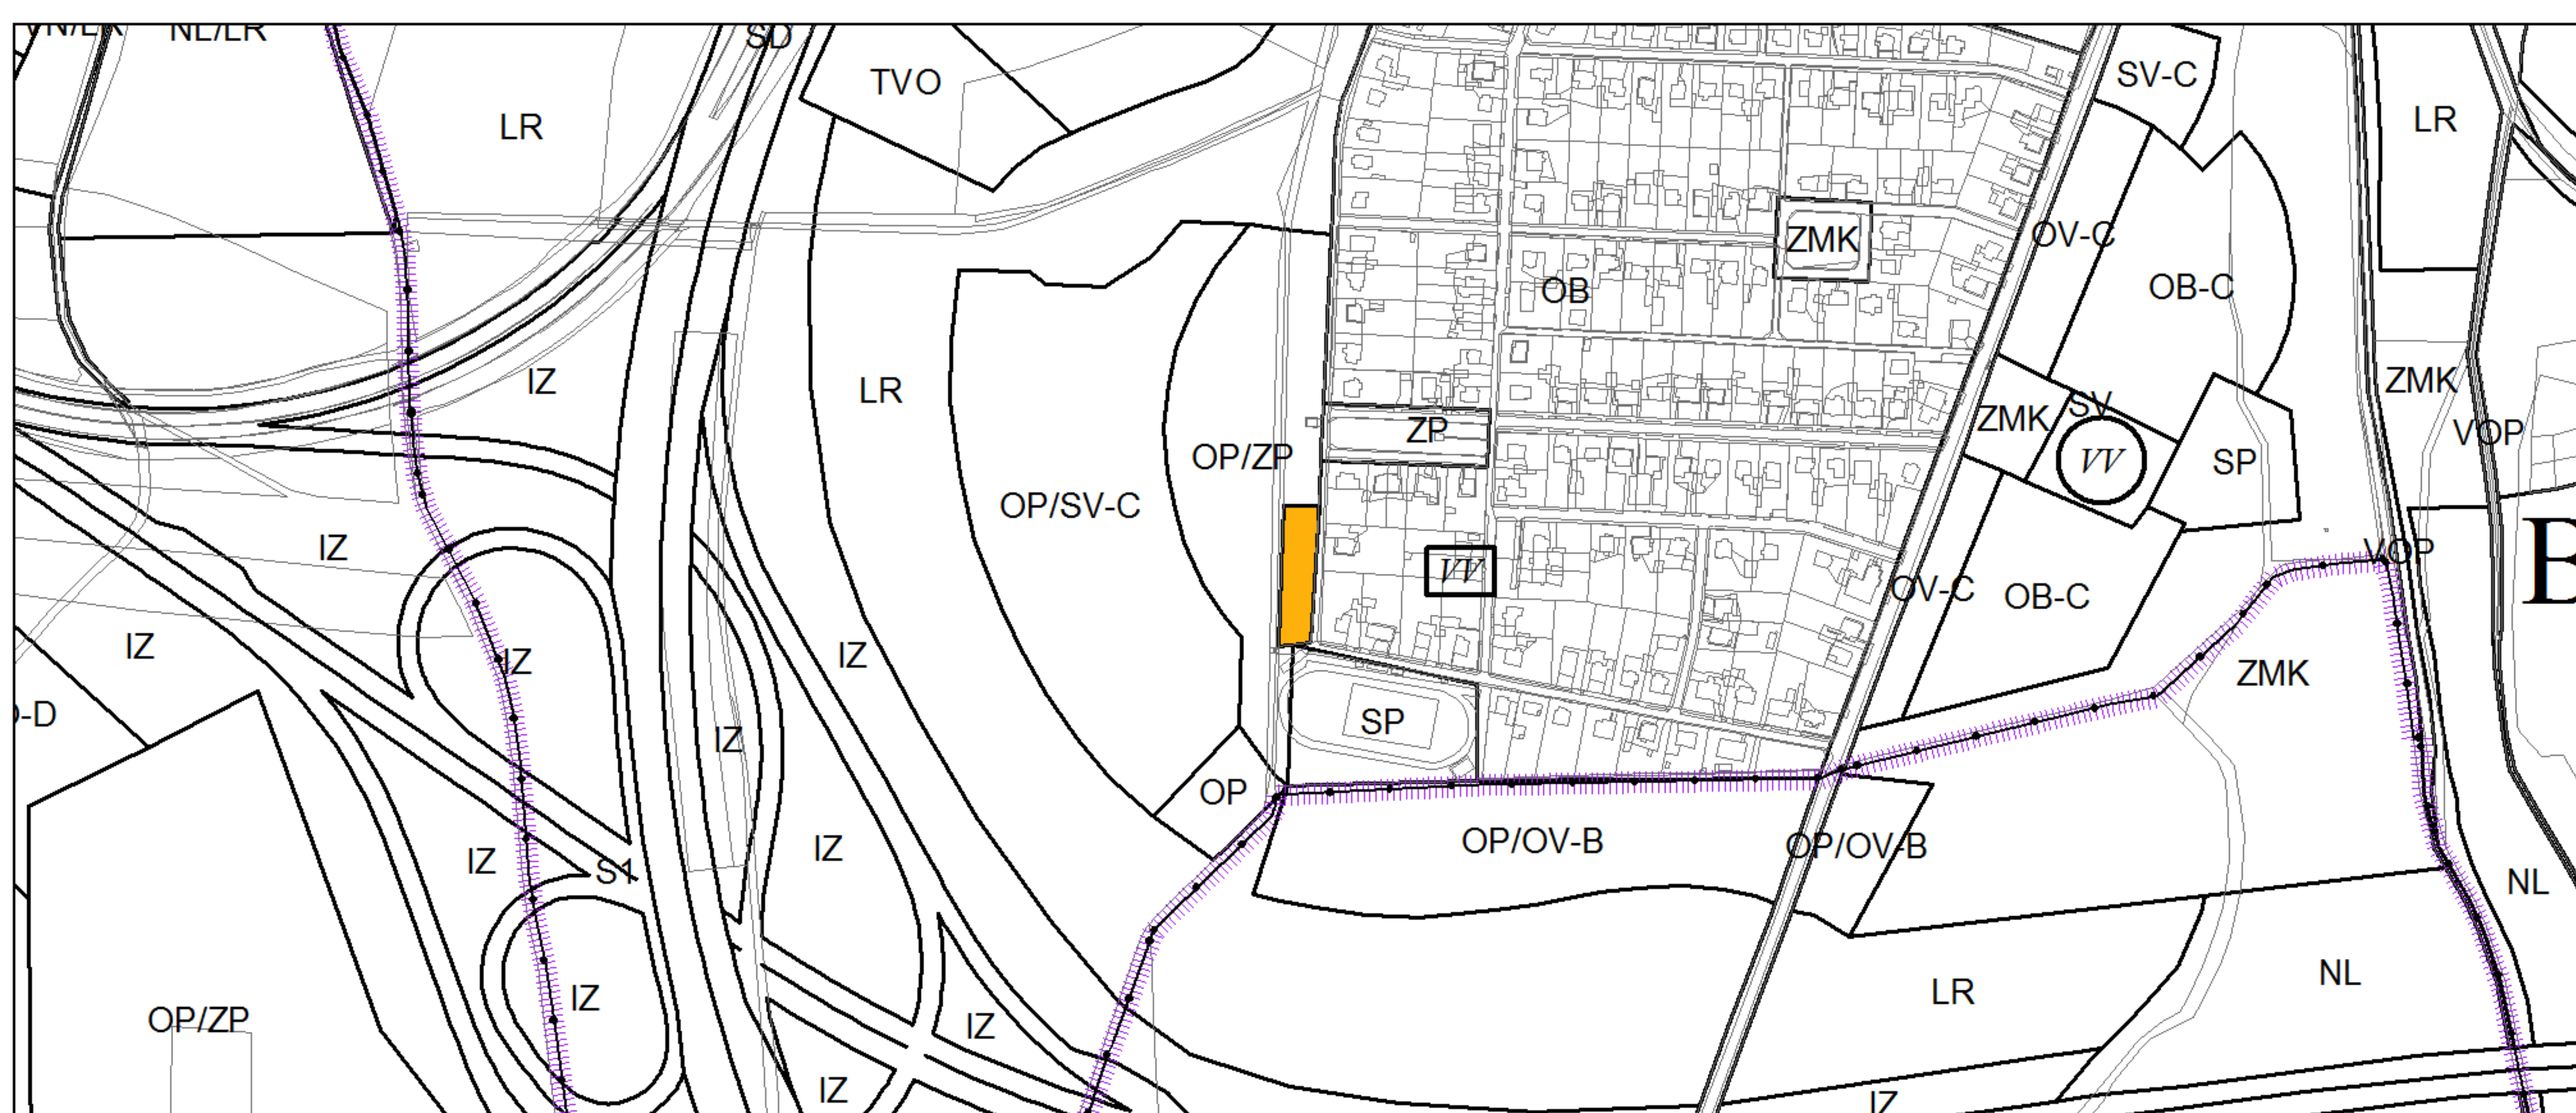 NL/LR
SD
TVO
SV-C
LR
LR
OV-C
ZMK
OB
OB-C
IZ
LR
ZMK
SV
ZMK
ZP
VOP
OP/ZP
VV
SP
OP/SV-C
IZ
VOP
VV
B
OV-C
OB-C
IZ
IZ
IZ
ZMK
-D
SP
IZ
OP
OP/OV-B
OP/OV-B
IZ
IZ
S1
NL
NL
LR
IZ
OP/ZP
IZ
IZ
IZ